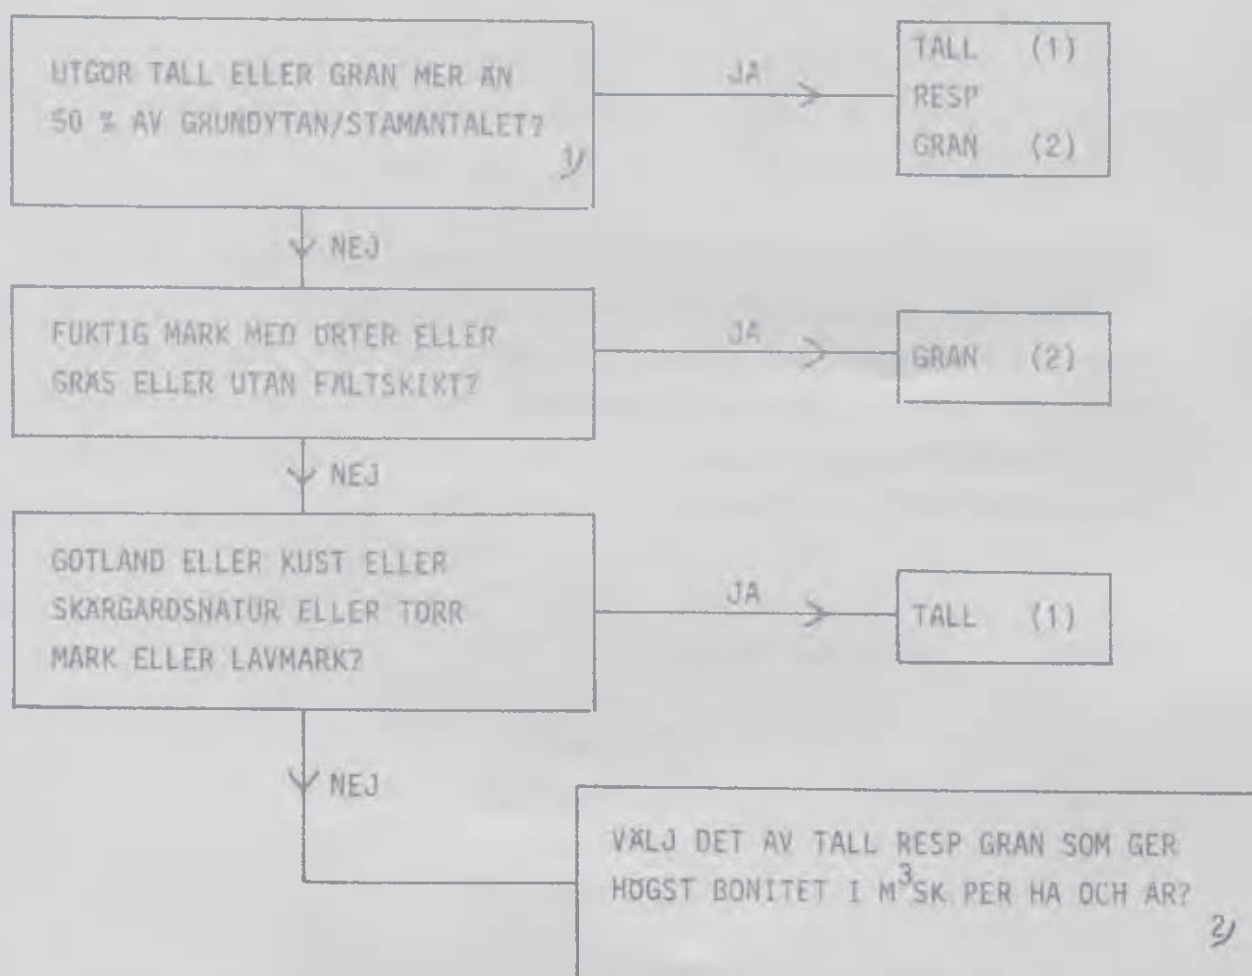 UTGÖR TALL ELLER GRAN MER ÄN
50 % AV GRUNDYTAN/STAMANTALET?
1)
JA
TALL (1)
RESP
GRAN (2)
NEJ
FUKTIG MARK MED ÖRTER ELLER
GRÄS ELLER UTAN FÄLTSKIKT?
JA
GRAN (2)
NEJ
GOTLAND ELLER KUST ELLER
SKÄRGÅRDSNATUR ELLER TORR
MARK ELLER LAVMARK?
JA
TALL (1)
NEJ
VÄLJ DET AV TALL RESP GRAN SOM GER
HÖGST BONITET I M³SK PER HA OCH ÅR?
2)